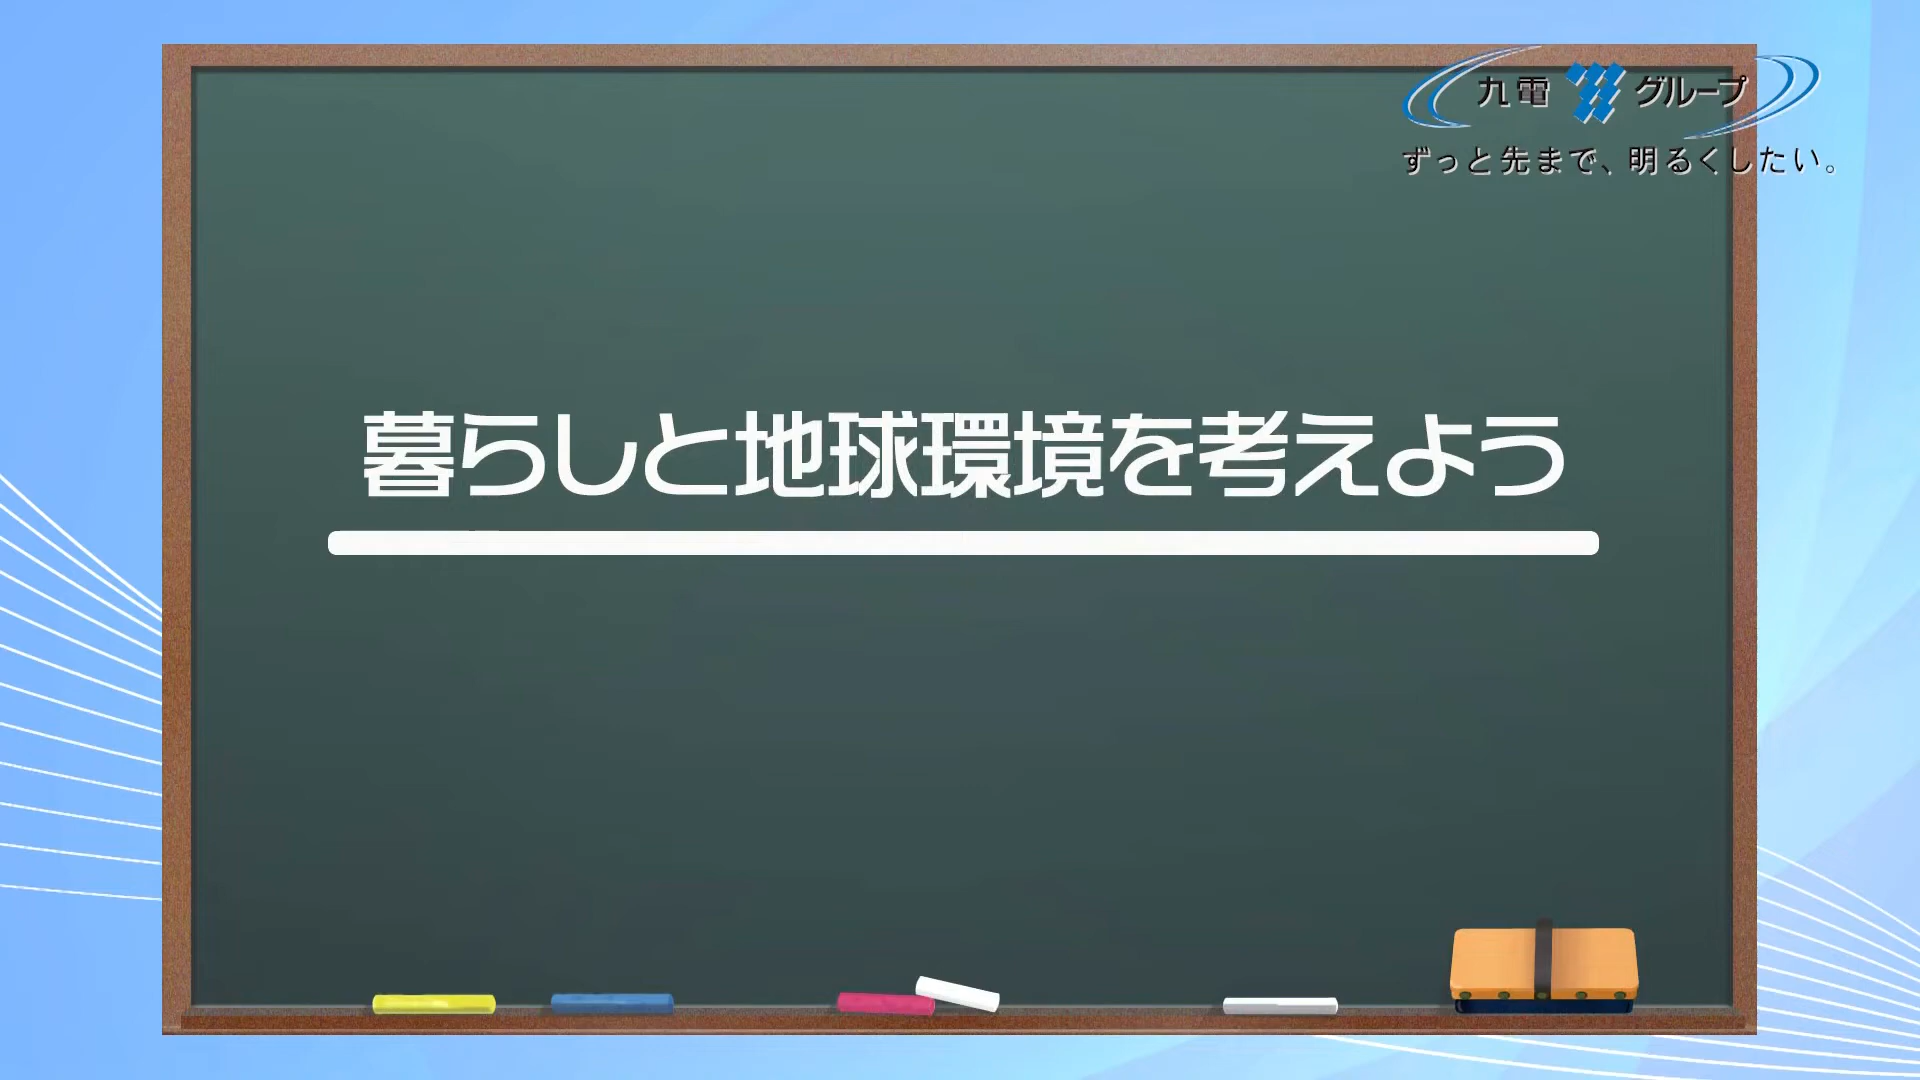 九電グループ
ずっと先まで、明るくしたい。
暮らしと地球環境を考えよう